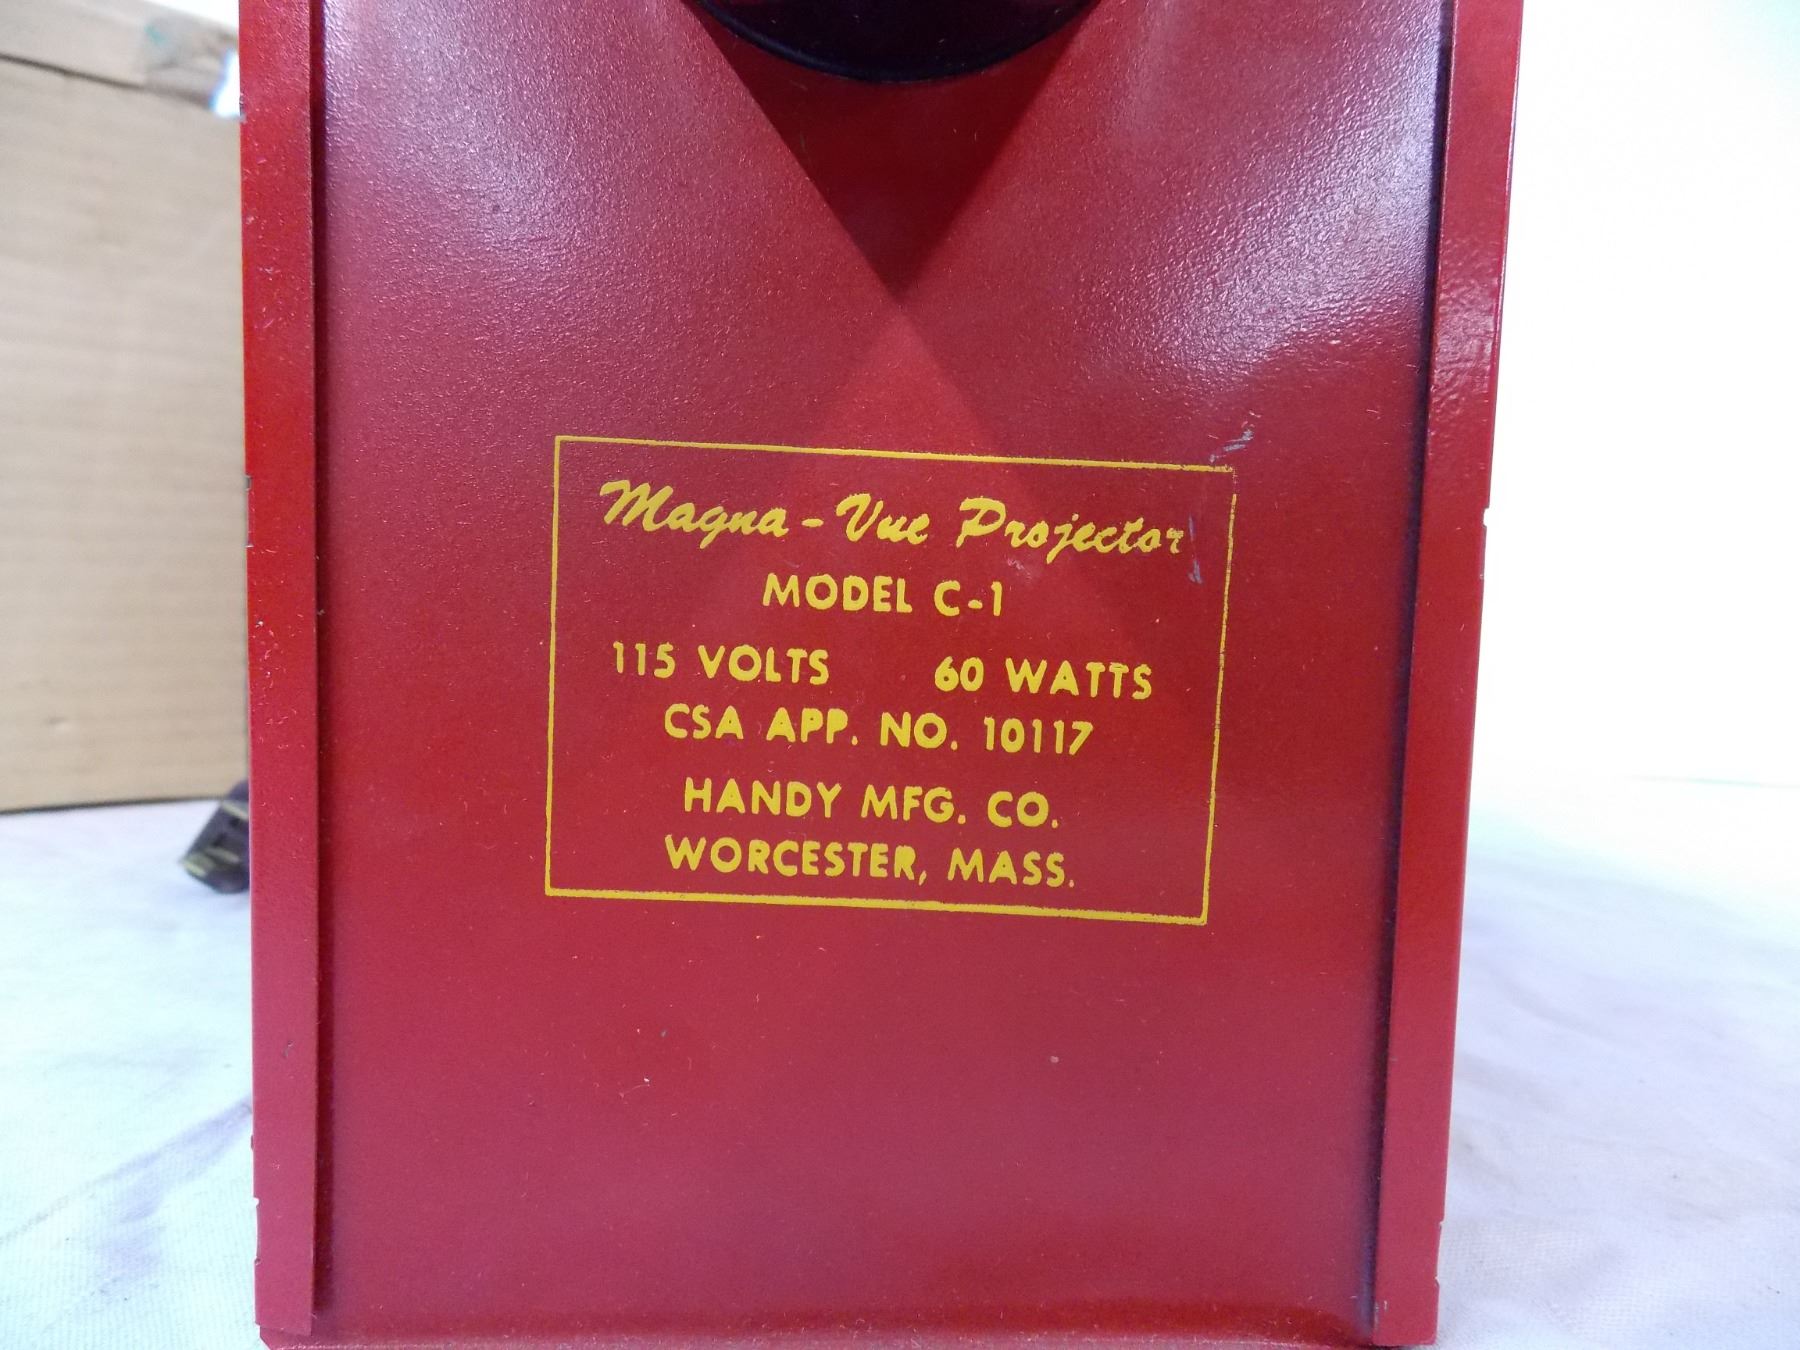 Magna-Vue Projector
MODEL C-1
115 VOLTS 60 WATTS
CSA APP. NO. 10117
HANDY MFG. CO.
WORCESTER, MASS.